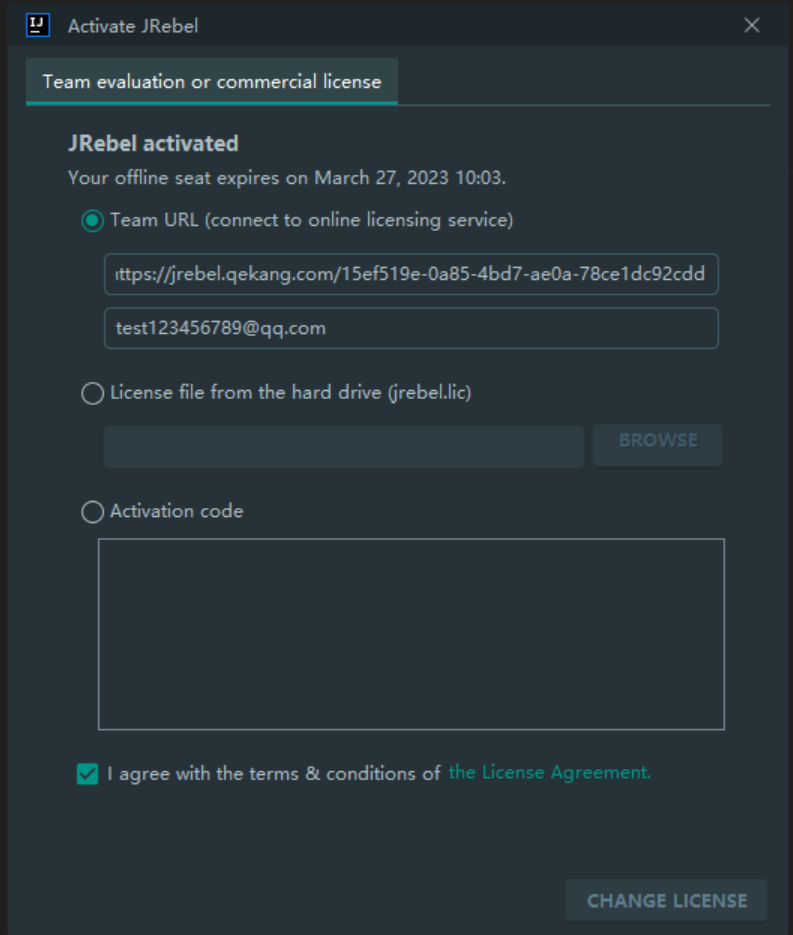 IJ
Activate JRebel
Team evaluation or commercial license
JRebel activated
Your offline seat expires on March 27, 2023 10:03.
Team URL (connect to online licensing service)
ttps://jrebel.qekang.com/15ef519e-0a85-4bd7-ae0a-78ce1dc92cdd
test123456789@qq.com
License file from the hard drive (jrebel.lic)
BROWSE
Activation code
I agree with the terms & conditions of the License Agreement.
CHANGE LICENSE